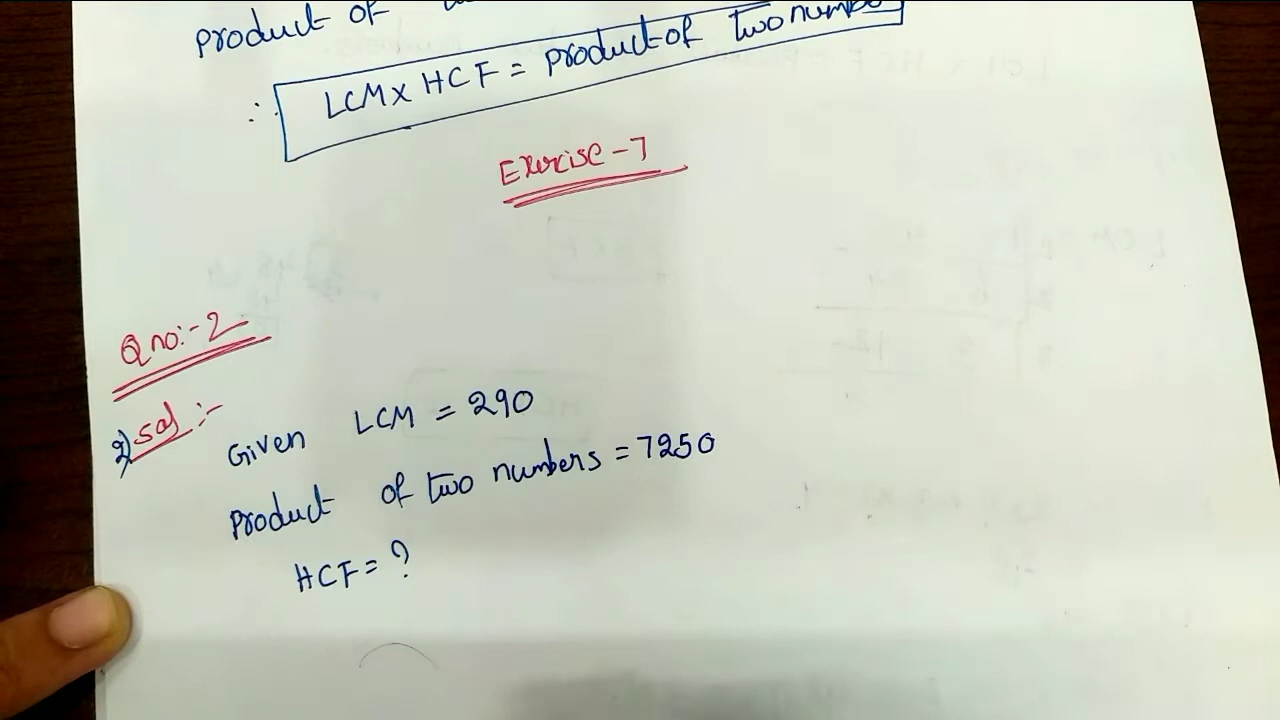 product of
∴ LCM x HCF = product of two number
Exercise - 7
Q no:- 2
2) Sol :-
Given LCM = 290
product of two numbers = 7250
HCF = ?